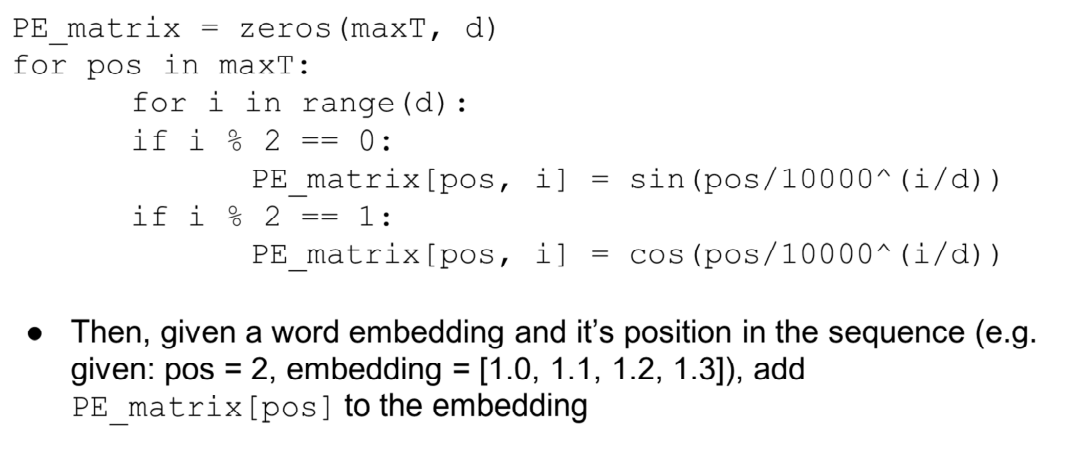 PE_matrix = zeros(maxT, d)
for pos in maxT:
for i in range(d):
if i % 2 == 0:
PE_matrix[pos, i] = sin(pos/10000^(i/d))
if i % 2 == 1:
PE_matrix[pos, i] = cos(pos/10000^(i/d))
● Then, given a word embedding and it’s position in the sequence (e.g.
given: pos = 2, embedding = [1.0, 1.1, 1.2, 1.3]), add
PE_matrix[pos] to the embedding